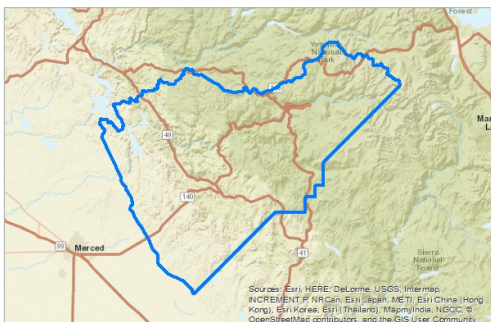 Forest
Yosemite
National
Park
Mam
La
49
140
99
Merced
41
Sierra
National
Forest
Sources: Esri, HERE, DeLorme, USGS, Intermap,
INCREMENT P, NRCan, Esri Japan, METI, Esri China (Hong
Kong), Esri Korea, Esri (Thailand), MapmyIndia, NGCC, ©
OpenStreetMap contributors, and the GIS User Community